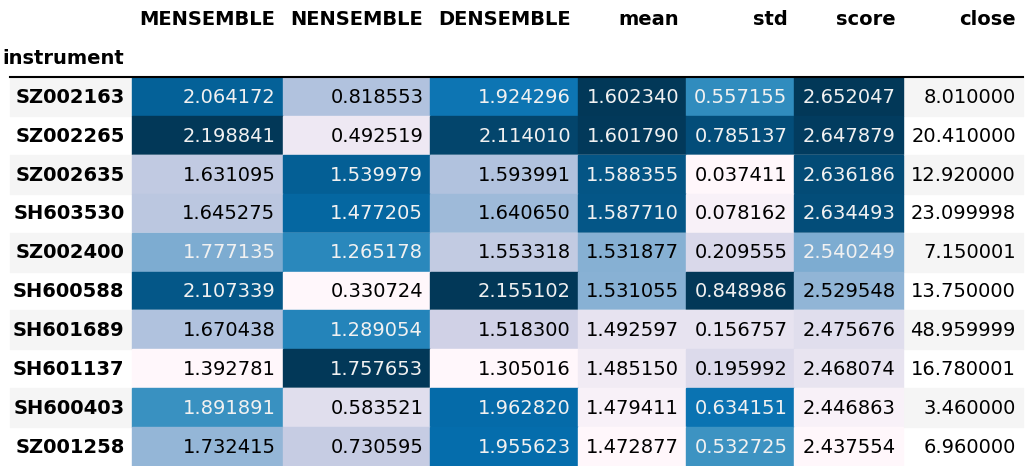 MENSEMBLE NENSEMBLE DENSEMBLE mean std score close
instrument
SZ002163 2.064172 0.818553 1.924296 1.602340 0.557155 2.652047 8.010000
SZ002265 2.198841 0.492519 2.114010 1.601790 0.785137 2.647879 20.410000
SZ002635 1.631095 1.539979 1.593991 1.588355 0.037411 2.636186 12.920000
SH603530 1.645275 1.477205 1.640650 1.587710 0.078162 2.634493 23.099998
SZ002400 1.777135 1.265178 1.553318 1.531877 0.209555 2.540249 7.150001
SH600588 2.107339 0.330724 2.155102 1.531055 0.848986 2.529548 13.750000
SH601689 1.670438 1.289054 1.518300 1.492597 0.156757 2.475676 48.959999
SH601137 1.392781 1.757653 1.305016 1.485150 0.195992 2.468074 16.780001
SH600403 1.891891 0.583521 1.962820 1.479411 0.634151 2.446863 3.460000
SZ001258 1.732415 0.730595 1.955623 1.472877 0.532725 2.437554 6.960000